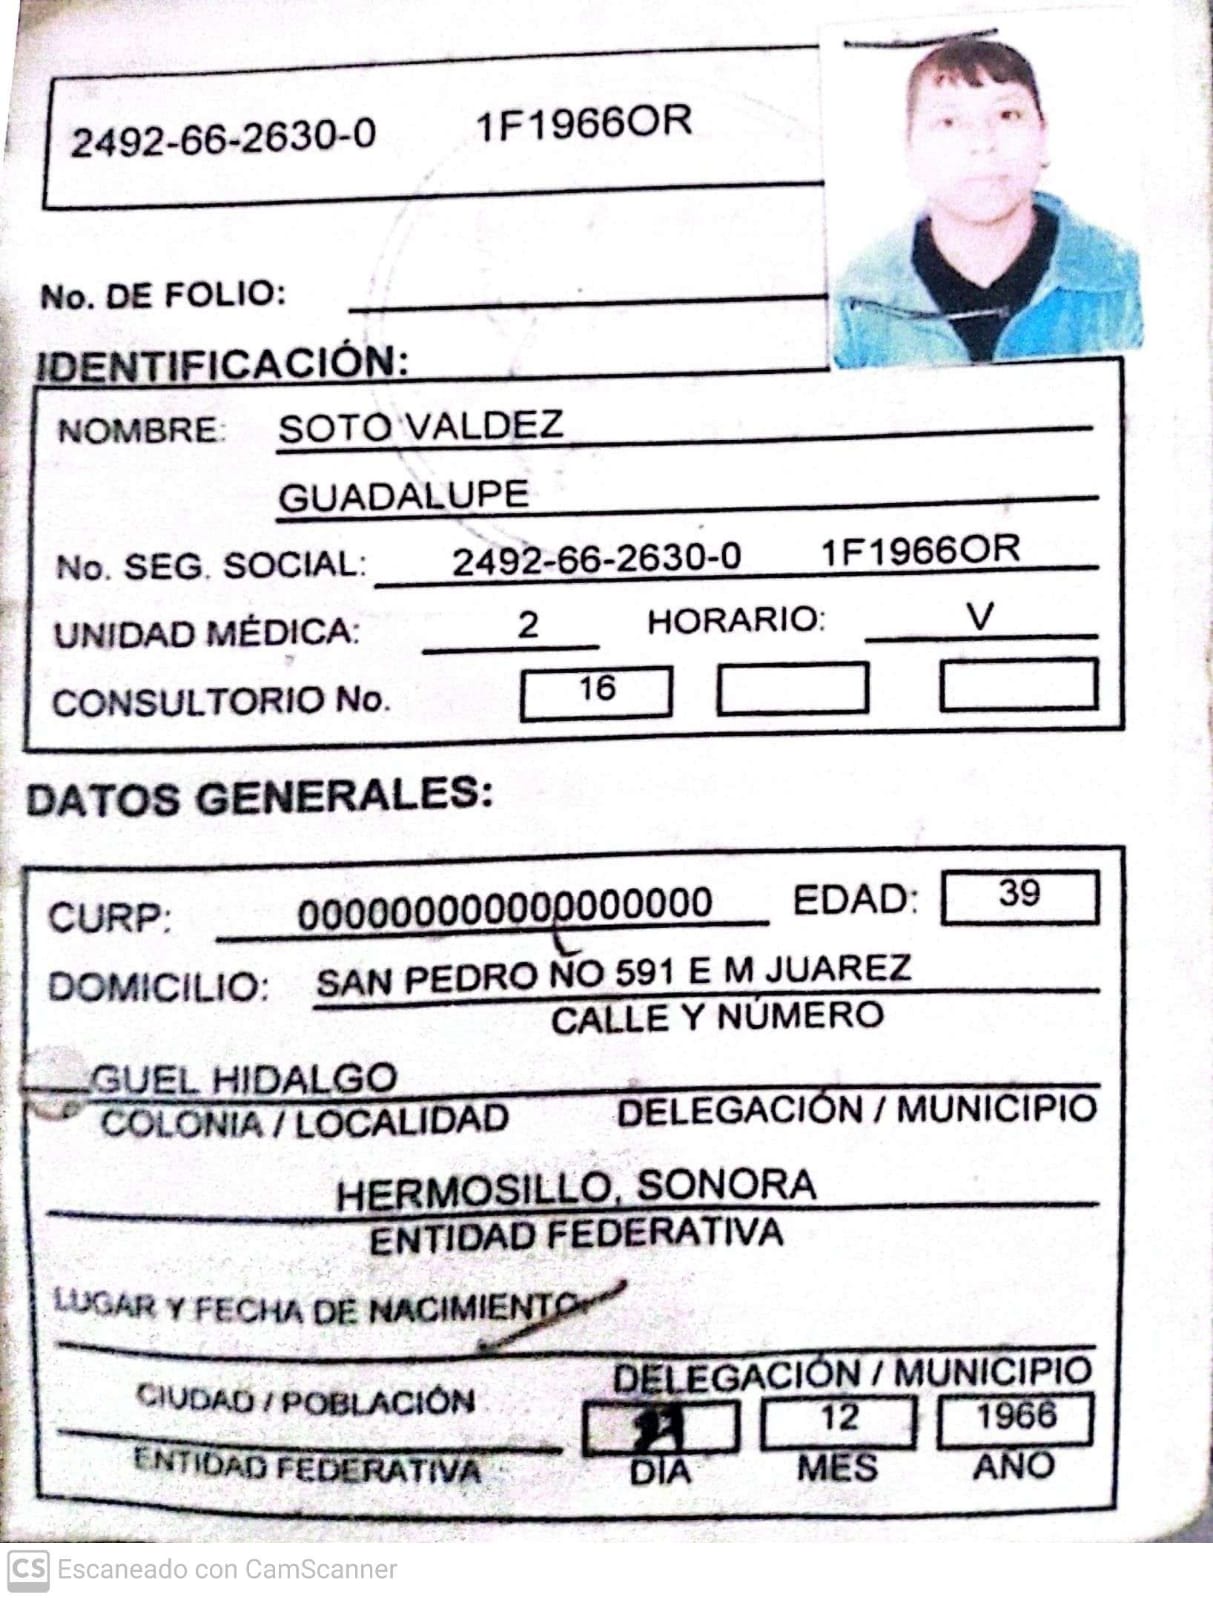 2492-66-2630-0 1F1966OR
No. DE FOLIO:
IDENTIFICACIÓN:
NOMBRE: SOTO VALDEZ
GUADALUPE
No. SEG. SOCIAL: 2492-66-2630-0 1F1966OR
UNIDAD MÉDICA: 2 HORARIO: V
CONSULTORIO No. 16
DATOS GENERALES:
CURP: 000000000000000000 EDAD: 39
DOMICILIO: SAN PEDRO NO 591 E M JUAREZ
CALLE Y NÚMERO
GUEL HIDALGO
COLONIA / LOCALIDAD DELEGACIÓN / MUNICIPIO
HERMOSILLO, SONORA
ENTIDAD FEDERATIVA
LUGAR Y FECHA DE NACIMIENTO
DELEGACIÓN / MUNICIPIO
CIUDAD / POBLACIÓN
12 1966
ENTIDAD FEDERATIVA DIA MES AÑO
CS Escaneado con CamScanner